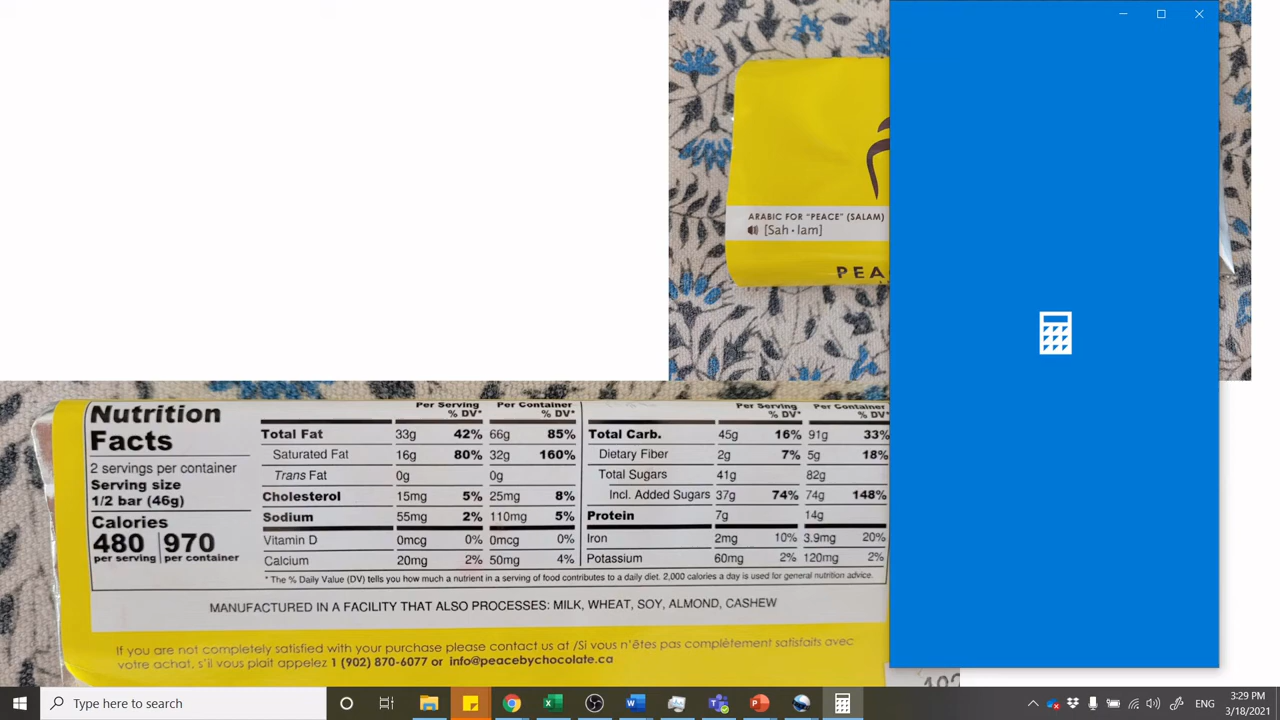 ARABIC FOR "PEACE" (SALAM)
[Sah • lam]
PEA
Nutrition
Facts
2 servings per container
Serving size
1/2 bar (46g)
Calories
480 970
per serving per container
Per Serving Per Container
% DV* % DV*
Total Fat 33g 42% 66g 85%
Saturated Fat 16g 80% 32g 160%
Trans Fat 0g 0g
Cholesterol 15mg 5% 25mg 8%
Sodium 55mg 2% 110mg 5%
Vitamin D 0mcg 0% 0mcg 0%
Calcium 20mg 2% 50mg 4%
Per Serving Per Container
% DV* % DV*
Total Carb. 45g 16% 91g 33%
Dietary Fiber 2g 7% 5g 18%
Total Sugars 41g 82g
Incl. Added Sugars 37g 74% 74g 148%
Protein 7g 14g
Iron 2mg 10% 3.9mg 20%
Potassium 60mg 2% 120mg 2%
* The % Daily Value (DV) tells you how much a nutrient in a serving of food contributes to a daily diet. 2,000 calories a day is used for general nutrition advice.
MANUFACTURED IN A FACILITY THAT ALSO PROCESSES: MILK, WHEAT, SOY, ALMOND, CASHEW
If you are not completely satisfied with your purchase please contact us at /Si vous n'êtes pas complètement satisfaits avec
votre achat, s'il vous plait appelez 1 (902) 870-6077 or info@peacebychocolate.ca
Type here to search
ENG
3:29 PM
3/18/2021